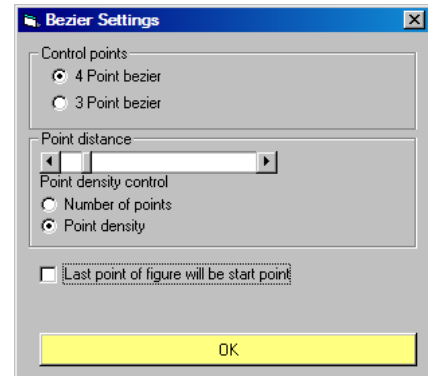 Bezier Settings
Control points
4 Point bezier
3 Point bezier
Point distance
Point density control
Number of points
Point density
Last point of figure will be start point
OK